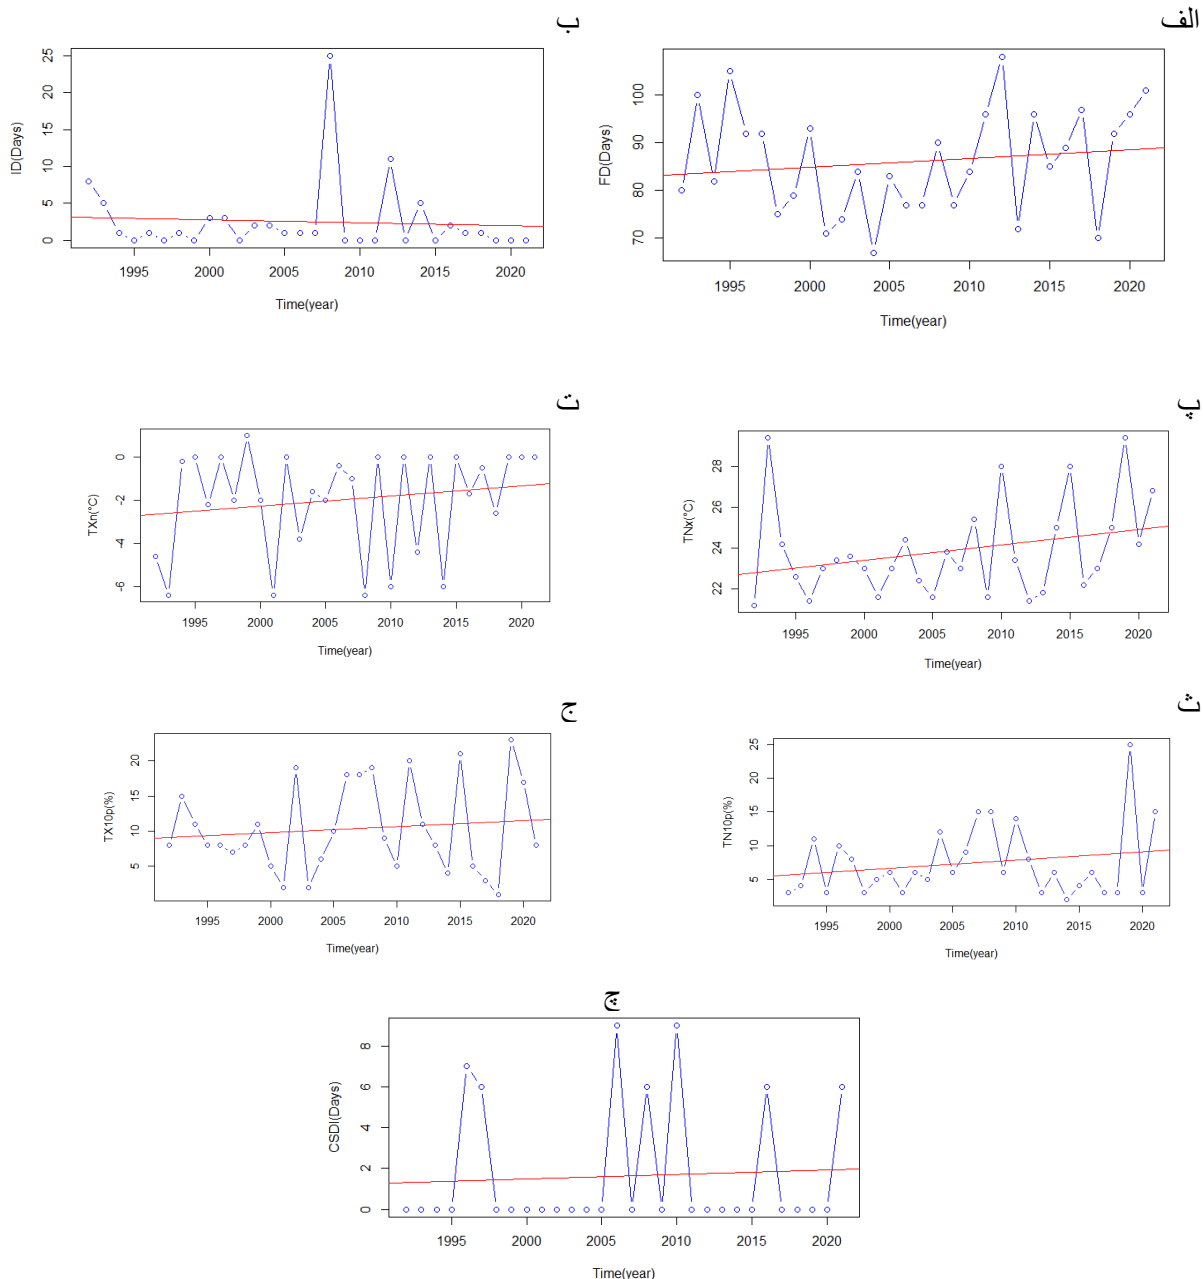 الف
FD(Days)
100
90
80
70
1995 2000 2005 2010 2015 2020
Time(year)
ب
ID(Days)
25
20
15
10
5
0
1995 2000 2005 2010 2015 2020
Time(year)
پ
TNx(°C)
28
26
24
22
1995 2000 2005 2010 2015 2020
Time(year)
ت
TXn(°C)
0
-2
-4
-6
1995 2000 2005 2010 2015 2020
Time(year)
ث
TN10p(%)
25
20
15
10
5
1995 2000 2005 2010 2015 2020
Time(year)
ج
TX10p(%)
20
15
10
5
1995 2000 2005 2010 2015 2020
Time(year)
چ
CSDI(Days)
8
6
4
2
0
1995 2000 2005 2010 2015 2020
Time(year)